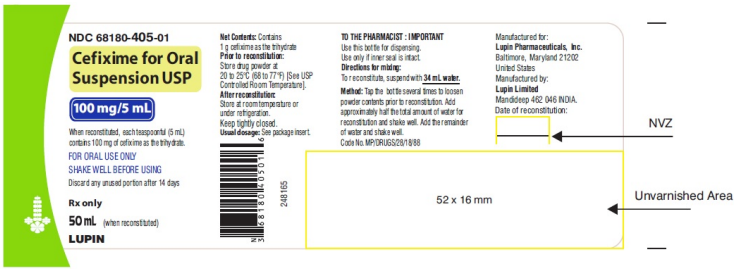 NDC 68180-405-01
Cefixime for Oral
Suspension USP
100 mg/5 mL
When reconstituted, each teaspoonful (5 mL)
contains 100 mg of cefixime as the trihydrate.
FOR ORAL USE ONLY
SHAKE WELL BEFORE USING
Discard any unused portion after 14 days
Rx only
50 mL (when reconstituted)
LUPIN
Net Contents: Contains
1 g cefixime as the trihydrate
Prior to reconstitution:
Store drug powder at
20 to 25°C (68 to 77°F) [See USP
Controlled Room Temperature].
After reconstitution:
Store at room temperature or
under refrigeration.
Keep tightly closed.
Usual dosage: See package insert.
N
3 68180 40501 6
248165
TO THE PHARMACIST : IMPORTANT
Use this bottle for dispensing.
Use only if inner seal is intact.
Directions for mixing:
To reconstitute, suspend with 34 mL water.
Method: Tap the bottle several times to loosen
powder contents prior to reconstitution. Add
approximately half the total amount of water for
reconstitution and shake well. Add the remainder
of water and shake well.
Code No. MP/DRUGS/28/18/88
Manufactured for:
Lupin Pharmaceuticals, Inc.
Baltimore, Maryland 21202
United States
Manufactured by:
Lupin Limited
Mandideep 462 046 INDIA.
Date of reconstitution:
NVZ
52 x 16 mm
Unvarnished Area